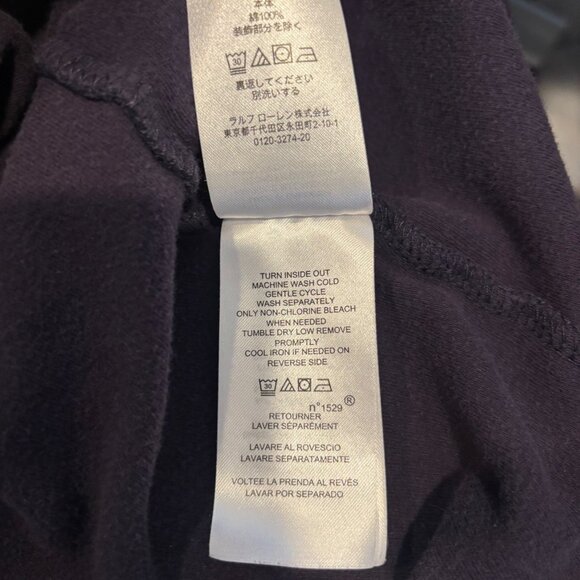 本体
綿100%
装飾部分を除く
30
裏返してください
別洗いする
ラルフ ローレン株式会社
東京都千代田区永田町2-10-1
0120-3274-20
TURN INSIDE OUT
MACHINE WASH COLD
GENTLE CYCLE
WASH SEPARATELY
ONLY NON-CHLORINE BLEACH
WHEN NEEDED
TUMBLE DRY LOW REMOVE
PROMPTLY
COOL IRON IF NEEDED ON
REVERSE SIDE
30
n°1529®
RETOURNER
LAVER SÉPARÉMENT
LAVARE AL ROVESCIO
LAVARE SEPARATAMENTE
VOLTEE LA PRENDA AL REVÉS
LAVAR POR SEPARADO